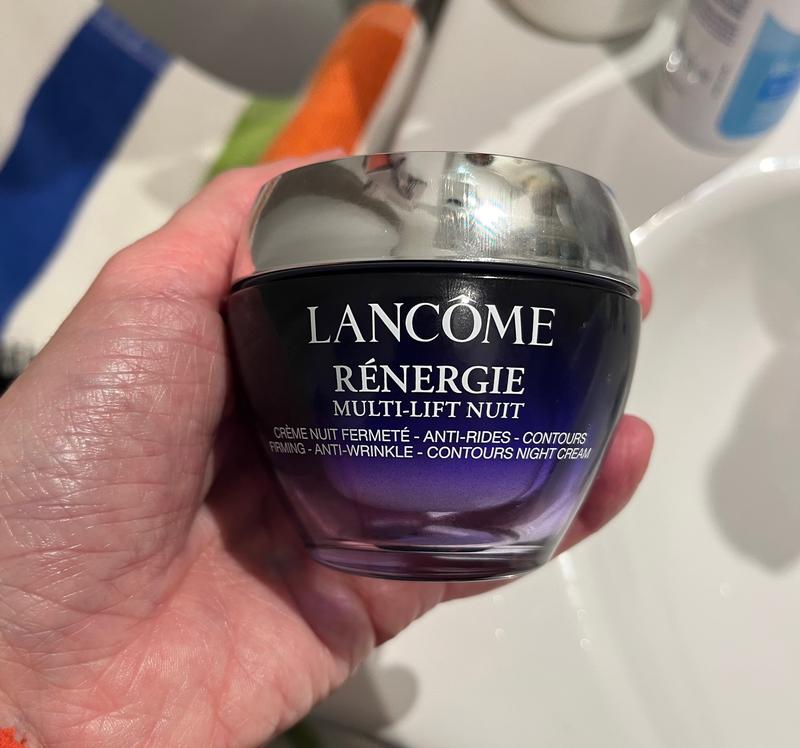 LANCÔME
RÉNERGIE
MULTI-LIFT NUIT
CRÈME NUIT FERMETÉ - ANTI-RIDES - CONTOURS
FIRMING - ANTI-WRINKLE - CONTOURS NIGHT CREAM